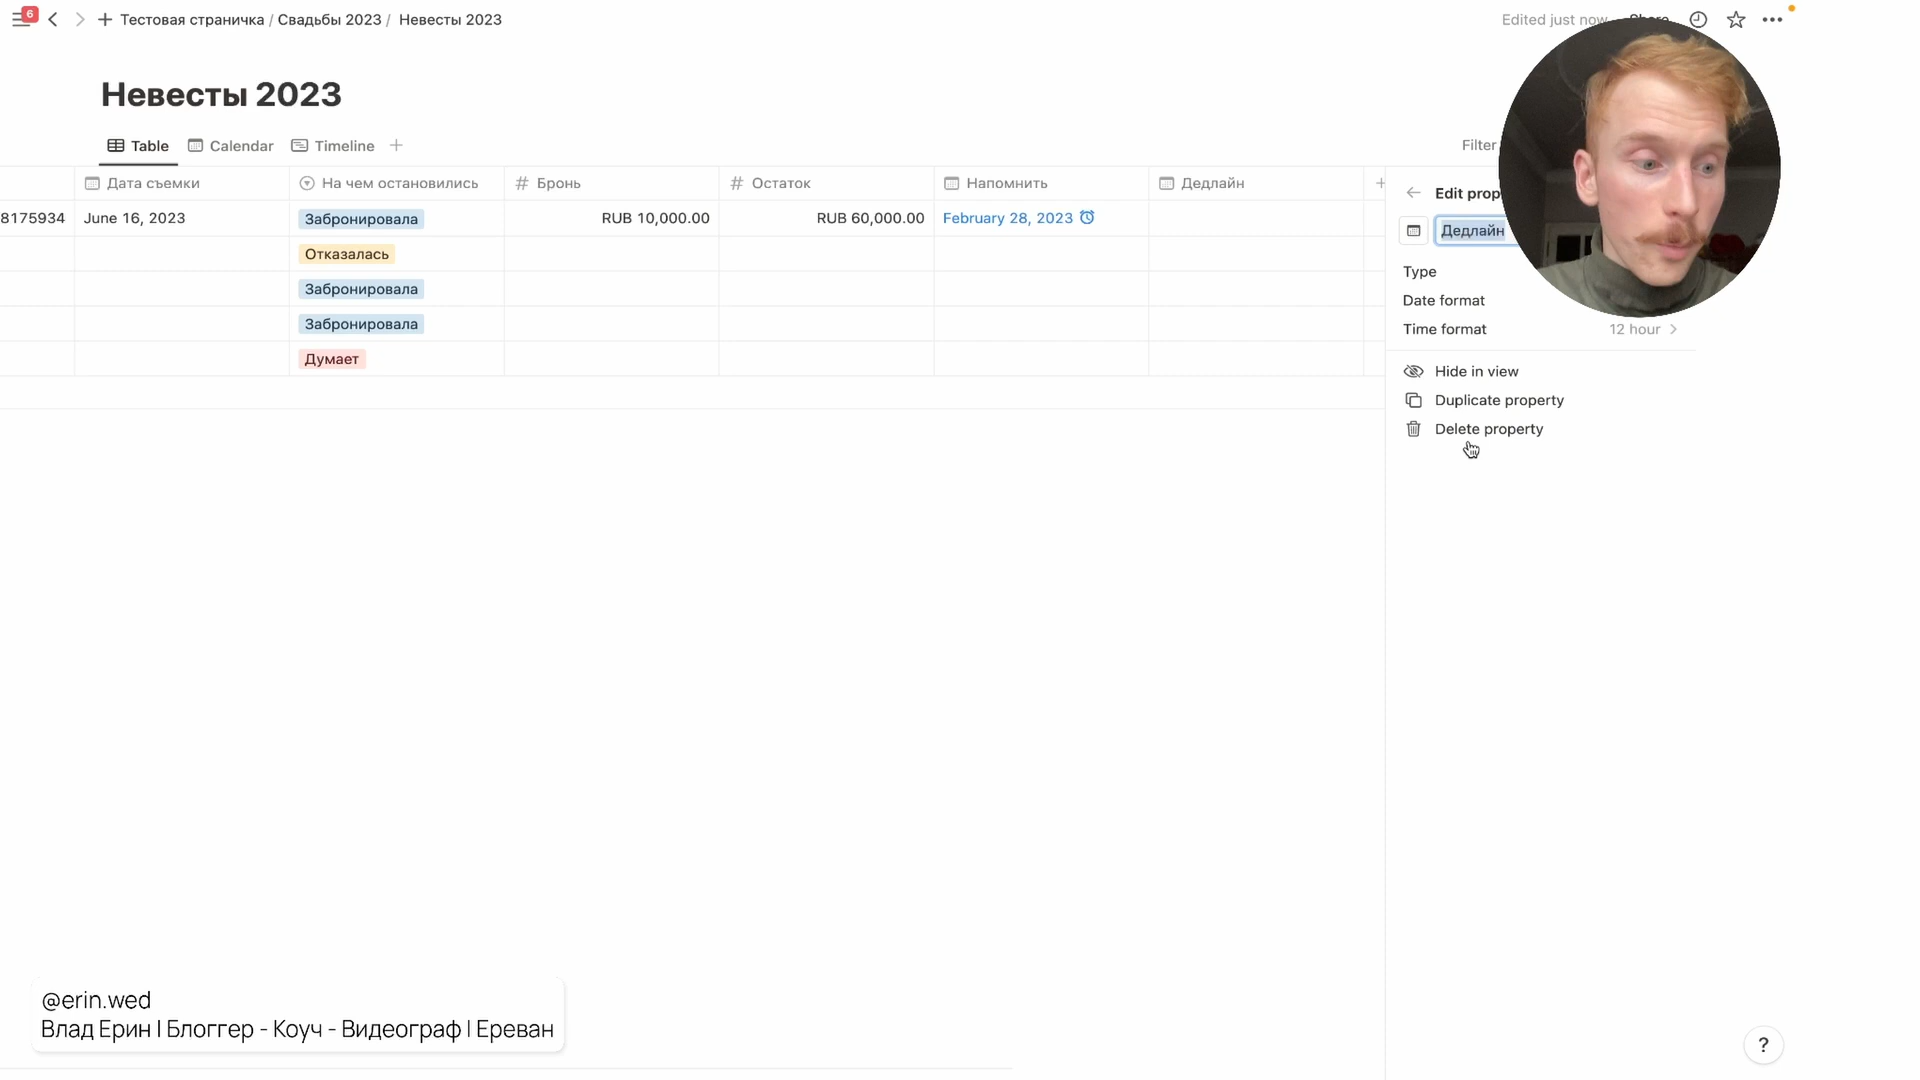 6
Тестовая страничка / Свадьбы 2023 / Невесты 2023
Edited just now
Share
Невесты 2023
Table Calendar Timeline
Filter
Дата съемки На чем остановились # Бронь # Остаток Напомнить Дедлайн
8175934 June 16, 2023 Забронировала RUB 10,000.00 RUB 60,000.00 February 28, 2023
Отказалась
Забронировала
Забронировала
Думает
Edit prop
Дедлайн
Type
Date format
Time format 12 hour
Hide in view
Duplicate property
Delete property
@erin.wed
Влад Ерин | Блоггер - Коуч - Видеограф | Ереван
?